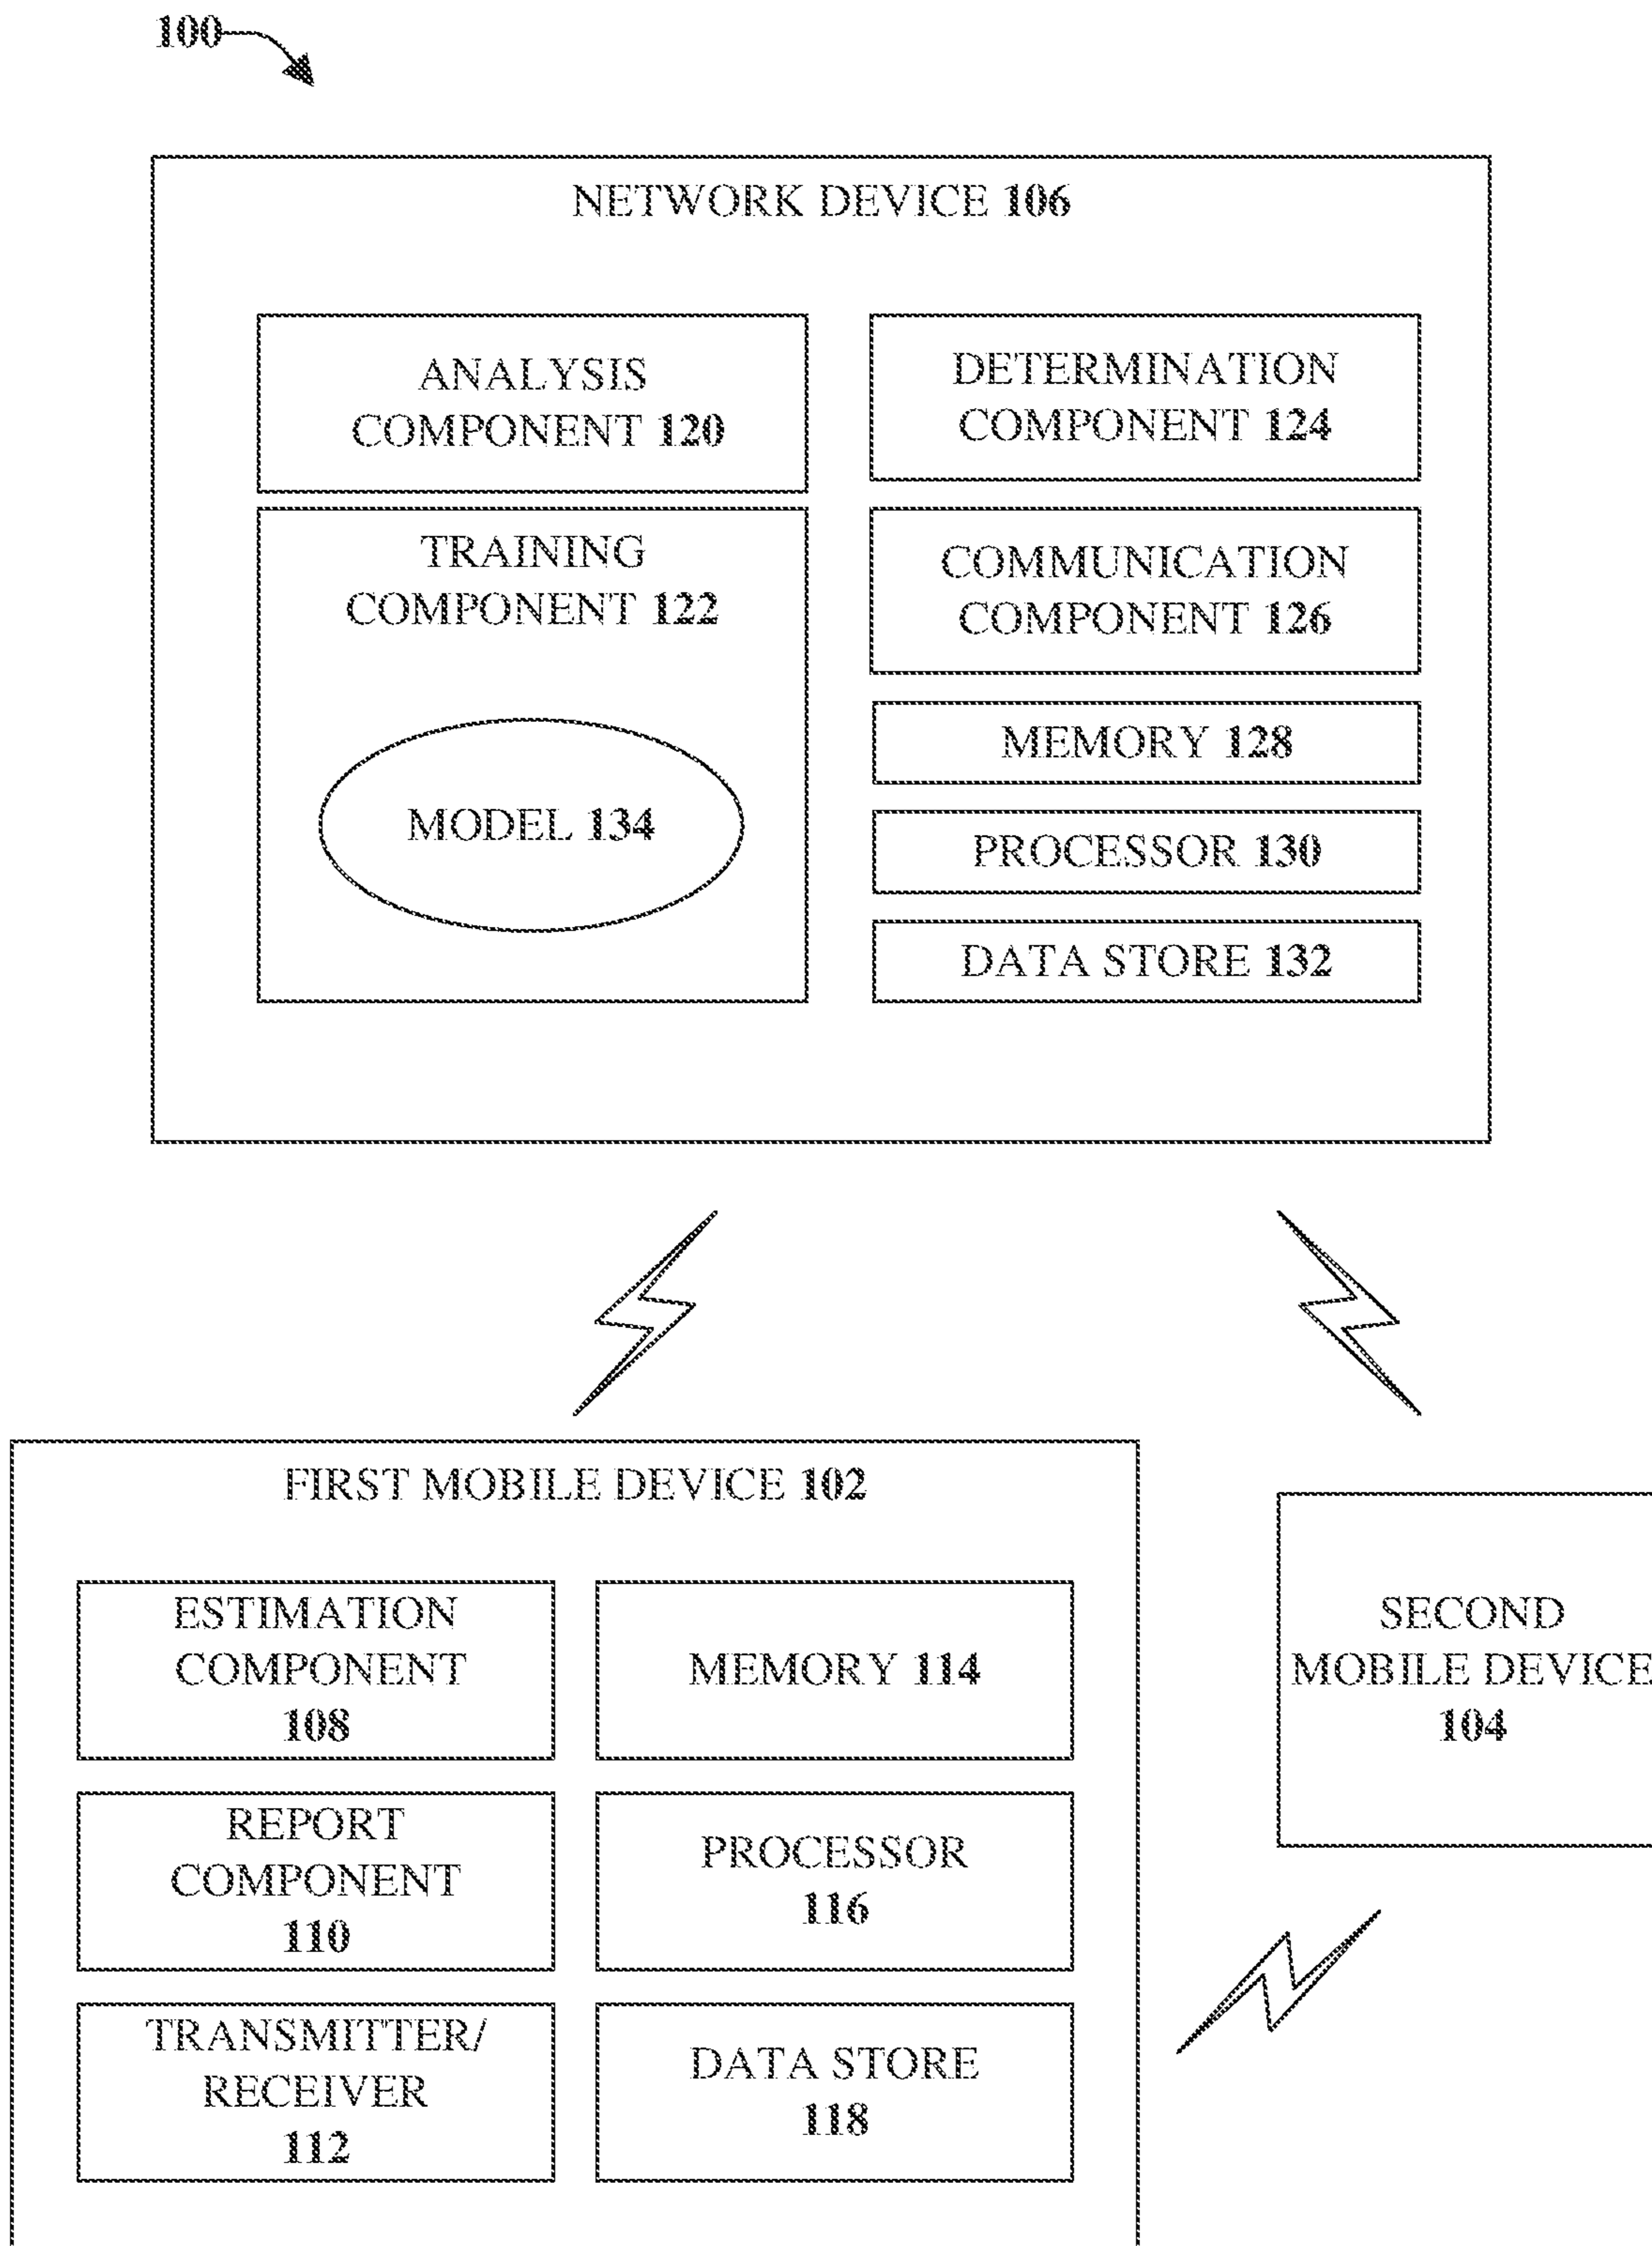 100
NETWORK DEVICE 106
ANALYSIS
COMPONENT 120
TRAINING
COMPONENT 122
MODEL 134
DETERMINATION
COMPONENT 124
COMMUNICATION
COMPONENT 126
MEMORY 128
PROCESSOR 130
DATA STORE 132
FIRST MOBILE DEVICE 102
ESTIMATION
COMPONENT
108
REPORT
COMPONENT
110
TRANSMITTER/
RECEIVER
112
MEMORY 114
PROCESSOR
116
DATA STORE
118
SECOND
MOBILE DEVICE
104